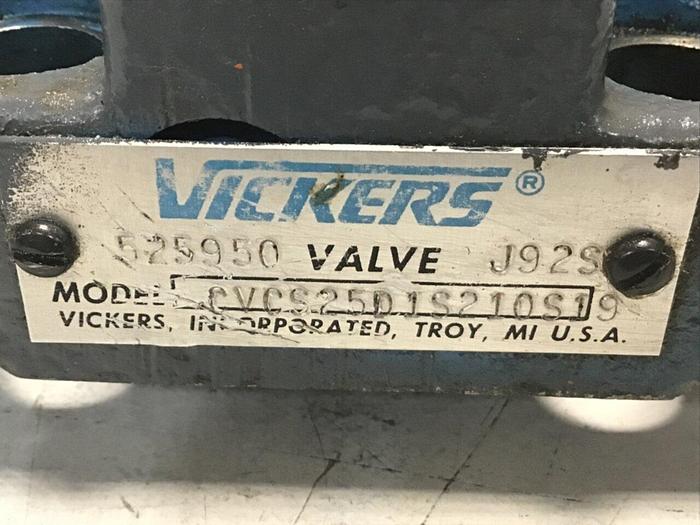 VICKERS®
525950 VALVE J92S
MODEL CVCS25D1S210S19
VICKERS, INCORPORATED, TROY, MI U.S.A.